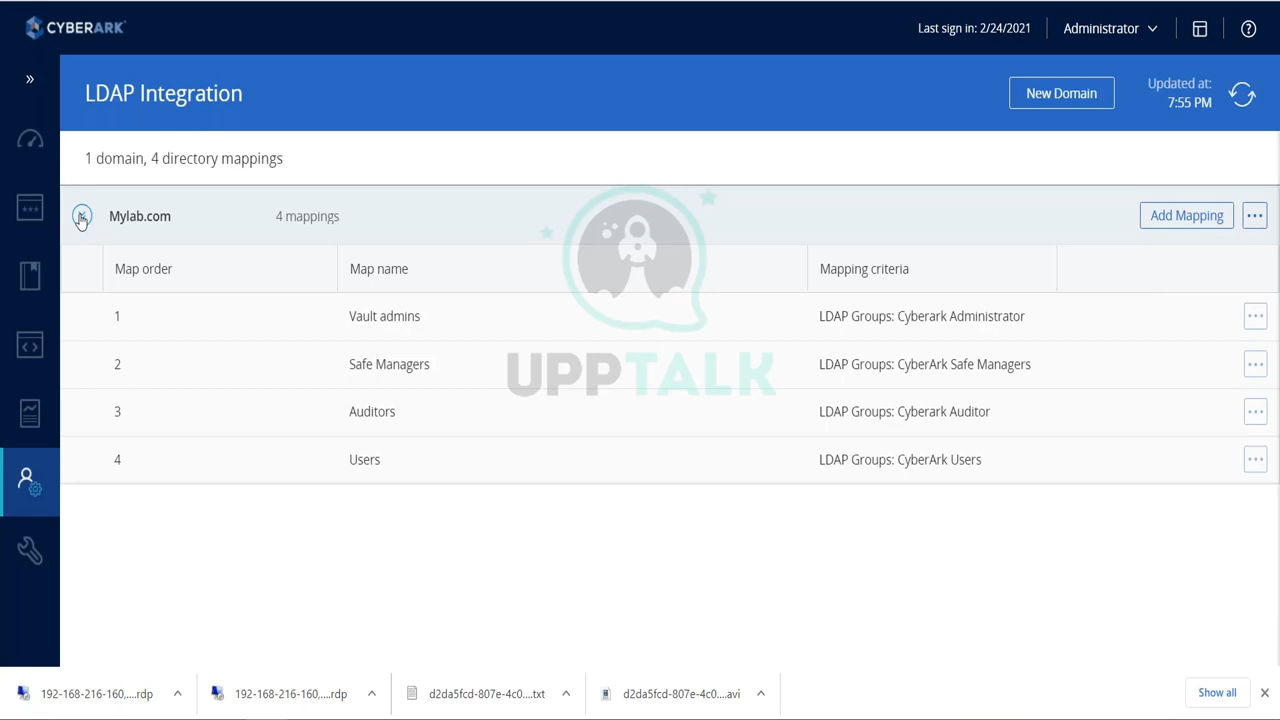 CYBERARK
Last sign in: 2/24/2021
Administrator
LDAP Integration
New Domain
Updated at:
7:55 PM
1 domain, 4 directory mappings
Mylab.com
4 mappings
Add Mapping
Map order
Map name
Mapping criteria
1
Vault admins
LDAP Groups: Cyberark Administrator
2
Safe Managers
LDAP Groups: CyberArk Safe Managers
UPPTALK
3
Auditors
LDAP Groups: Cyberark Auditor
4
Users
LDAP Groups: CyberArk Users
192-168-216-160,....rdp
192-168-216-160,....rdp
d2da5fcd-807e-4c0....txt
d2da5fcd-807e-4c0....avi
Show all